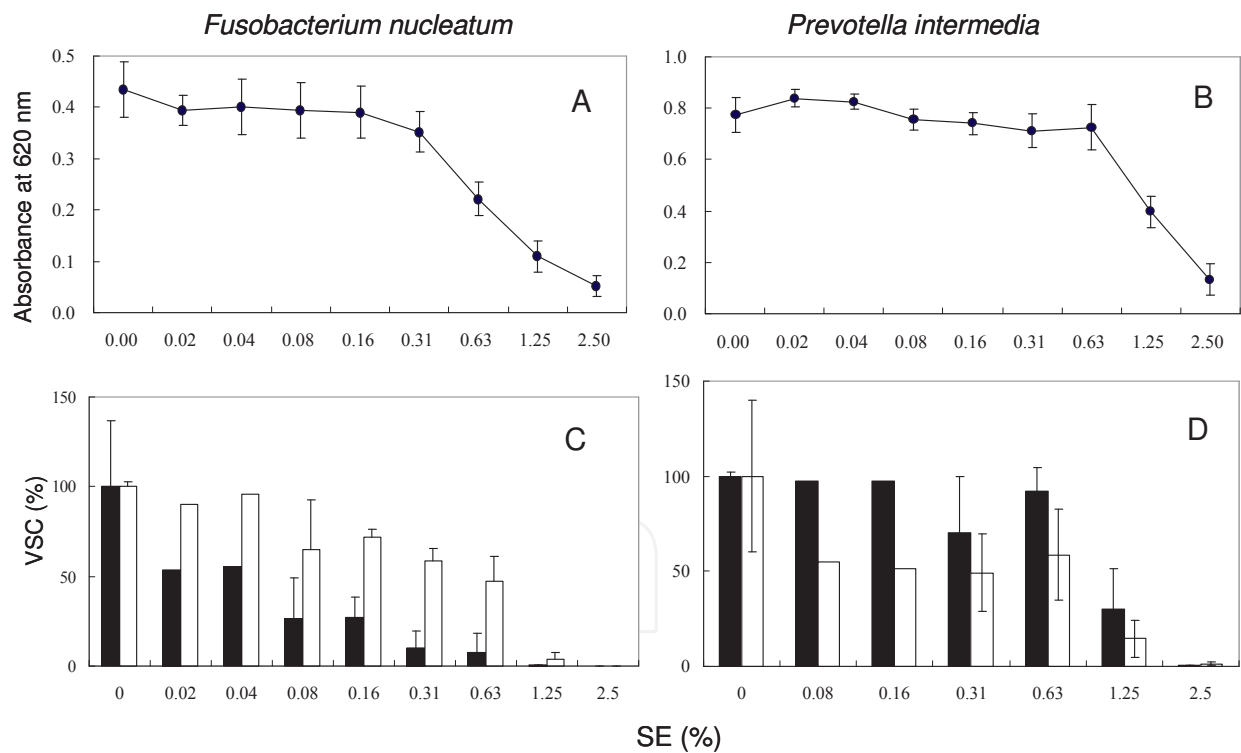 Fusobacterium nucleatum
Prevotella intermedia
Absorbance at 620 nm
0.5
0.4
0.3
0.2
0.1
0.0
A
0.00 0.02 0.04 0.08 0.16 0.31 0.63 1.25 2.50
1.0
0.8
0.6
0.4
0.2
0.0
B
0.00 0.02 0.04 0.08 0.16 0.31 0.63 1.25 2.50
VSC (%)
150
100
50
0
C
0 0.02 0.04 0.08 0.16 0.31 0.63 1.25 2.5
150
100
50
0
D
0 0.08 0.16 0.31 0.63 1.25 2.5
SE (%)